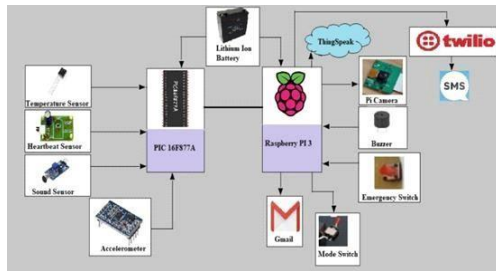 Lithium Ion
Battery
ThingSpeak
twilio
SMS
Temperature Sensor
Heartbeat Sensor
Sound Sensor
Accelerometer
PIC 16F877A
Raspberry PI 3
Pi Camera
Buzzer
Emergency Switch
Gmail
Mode Switch